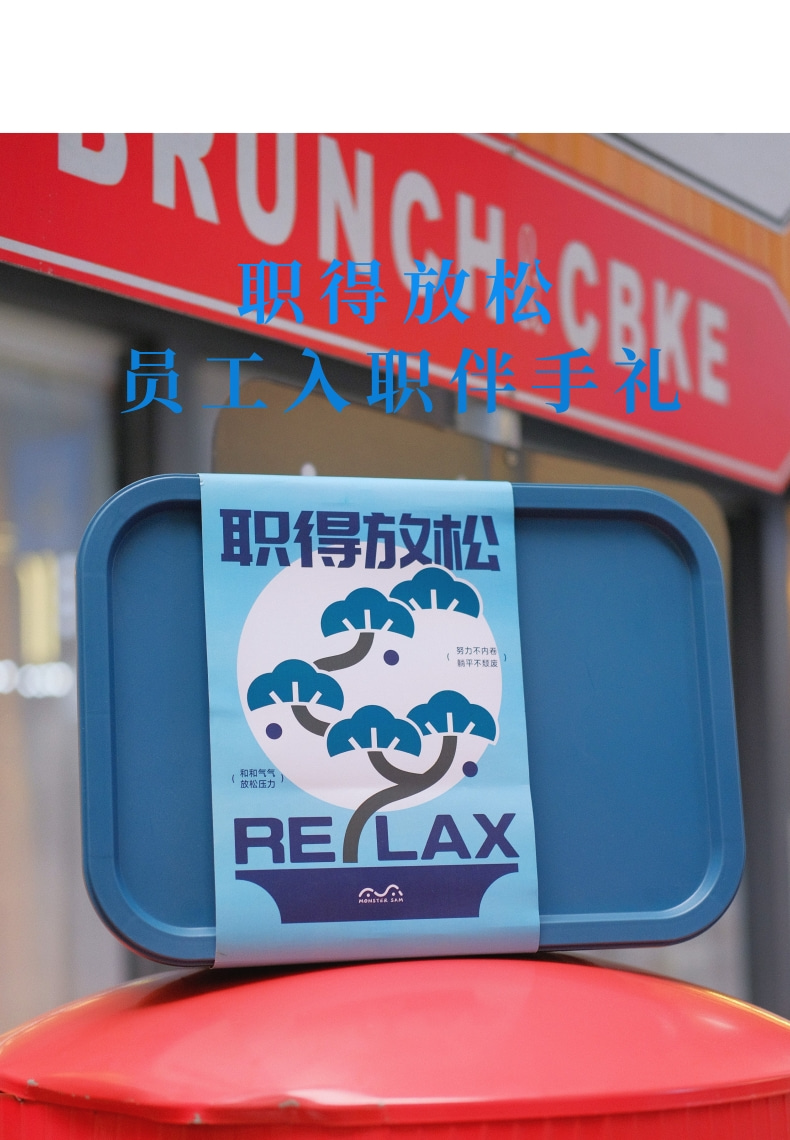 BRUNCH & CBKE
职得放松
员工入职伴手礼
职得放松
(努力不内卷
躺平不颓废)
(和和气气
放松压力)
RELAX
MONSTER SAM